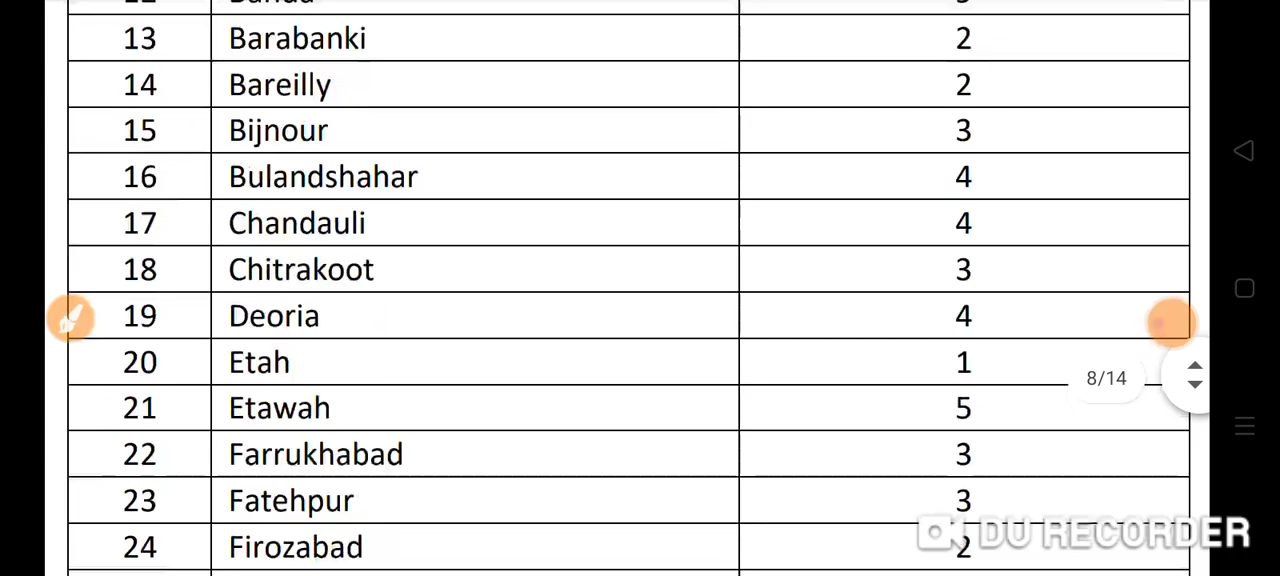 13 Barabanki 2
14 Bareilly 2
15 Bijnour 3
16 Bulandshahar 4
17 Chandauli 4
18 Chitrakoot 3
19 Deoria 4
20 Etah 1
8/14
21 Etawah 5
22 Farrukhabad 3
23 Fatehpur 3
24 Firozabad 2
DU RECORDER